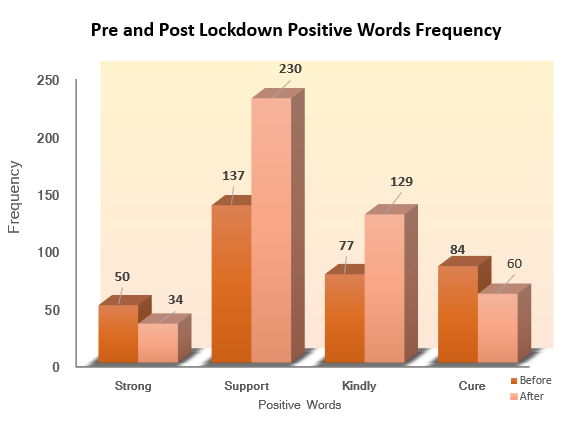 Pre and Post Lockdown Positive Words Frequency
Frequency
250
200
150
100
50
0
50
34
137
230
77
129
84
60
Strong Support Kindly Cure
Positive Words
Before
After